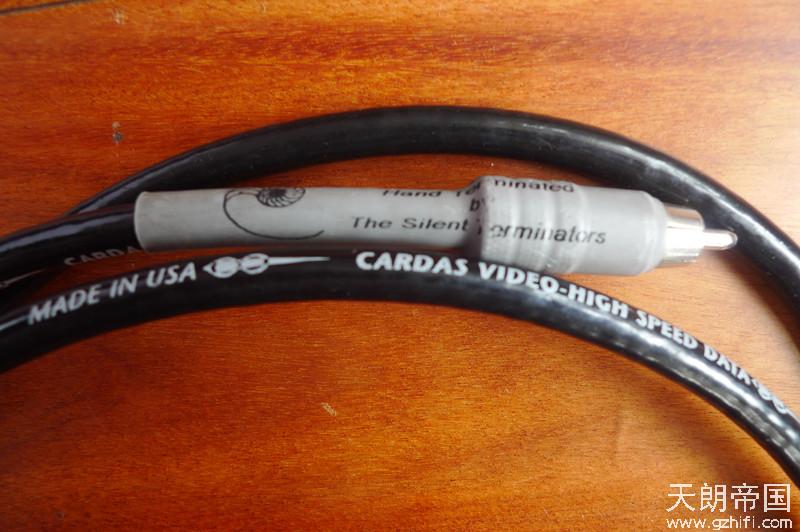 Hand Terminated
by
The Silent Terminators
CARDAS
MADE IN USA CARDAS VIDEO-HIGH SPEED DATA
天朗帝国
www.gzhifi.com